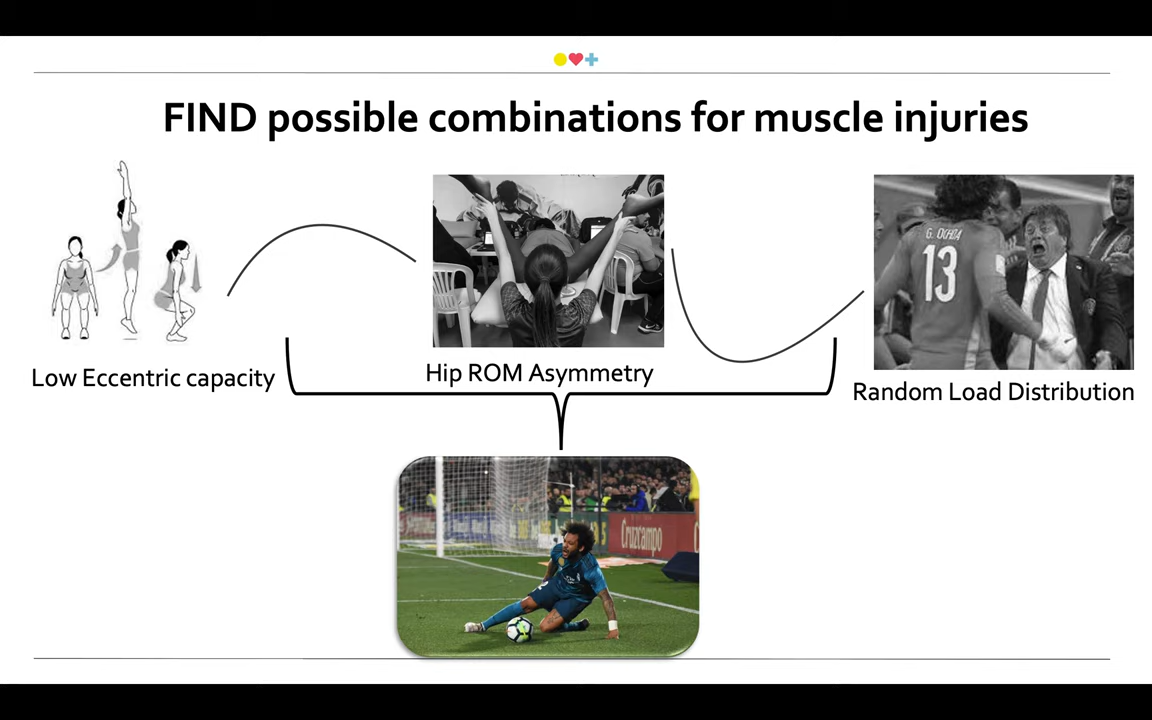 FIND possible combinations for muscle injuries
G. OCHOA
13
Low Eccentric capacity
Hip ROM Asymmetry
Random Load Distribution
Cruzcampo